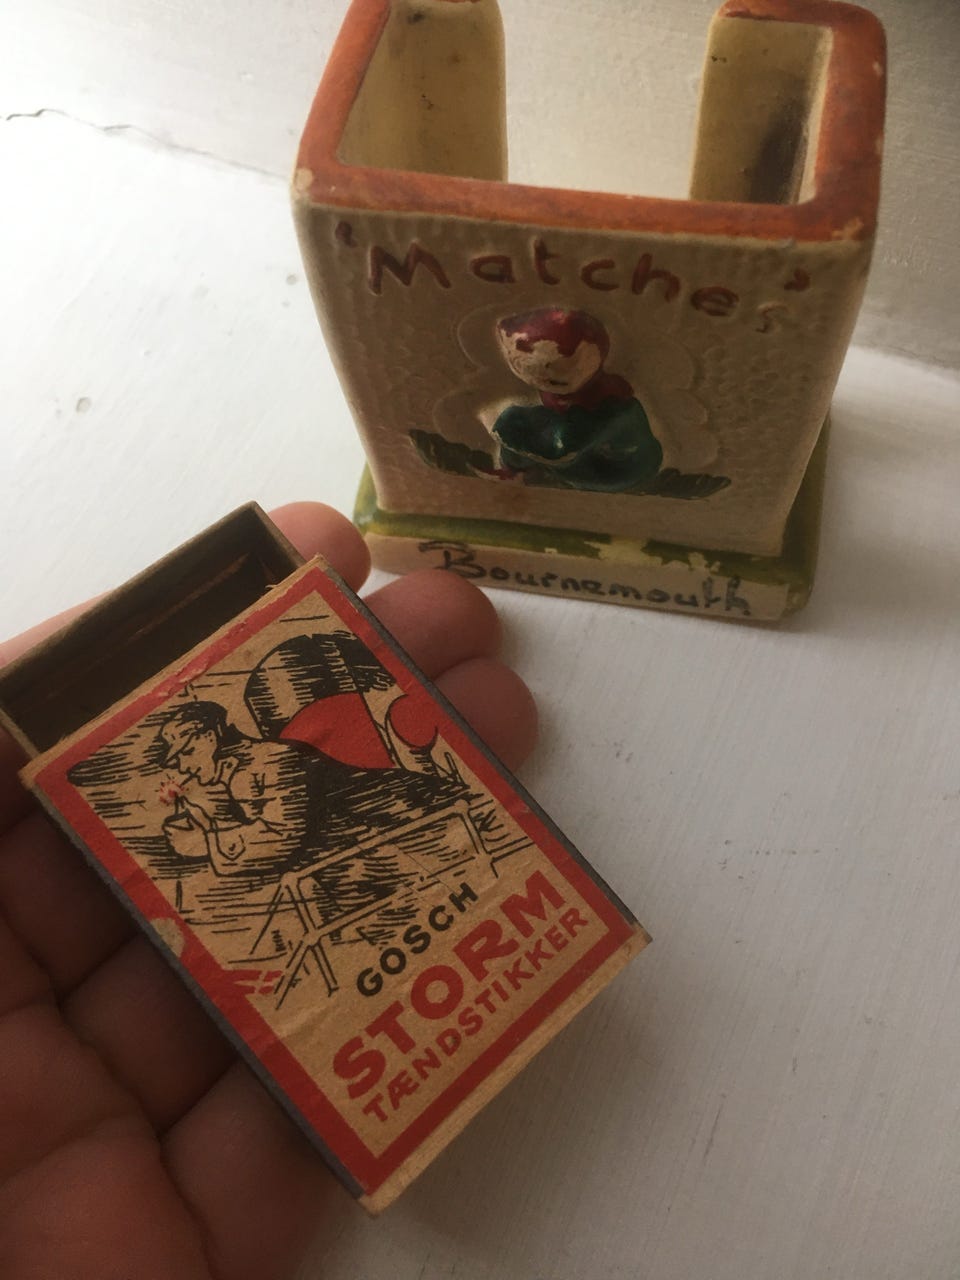 'Matches'
Bournemouth
GOSCH
STORM
TÆNDSTIKKER